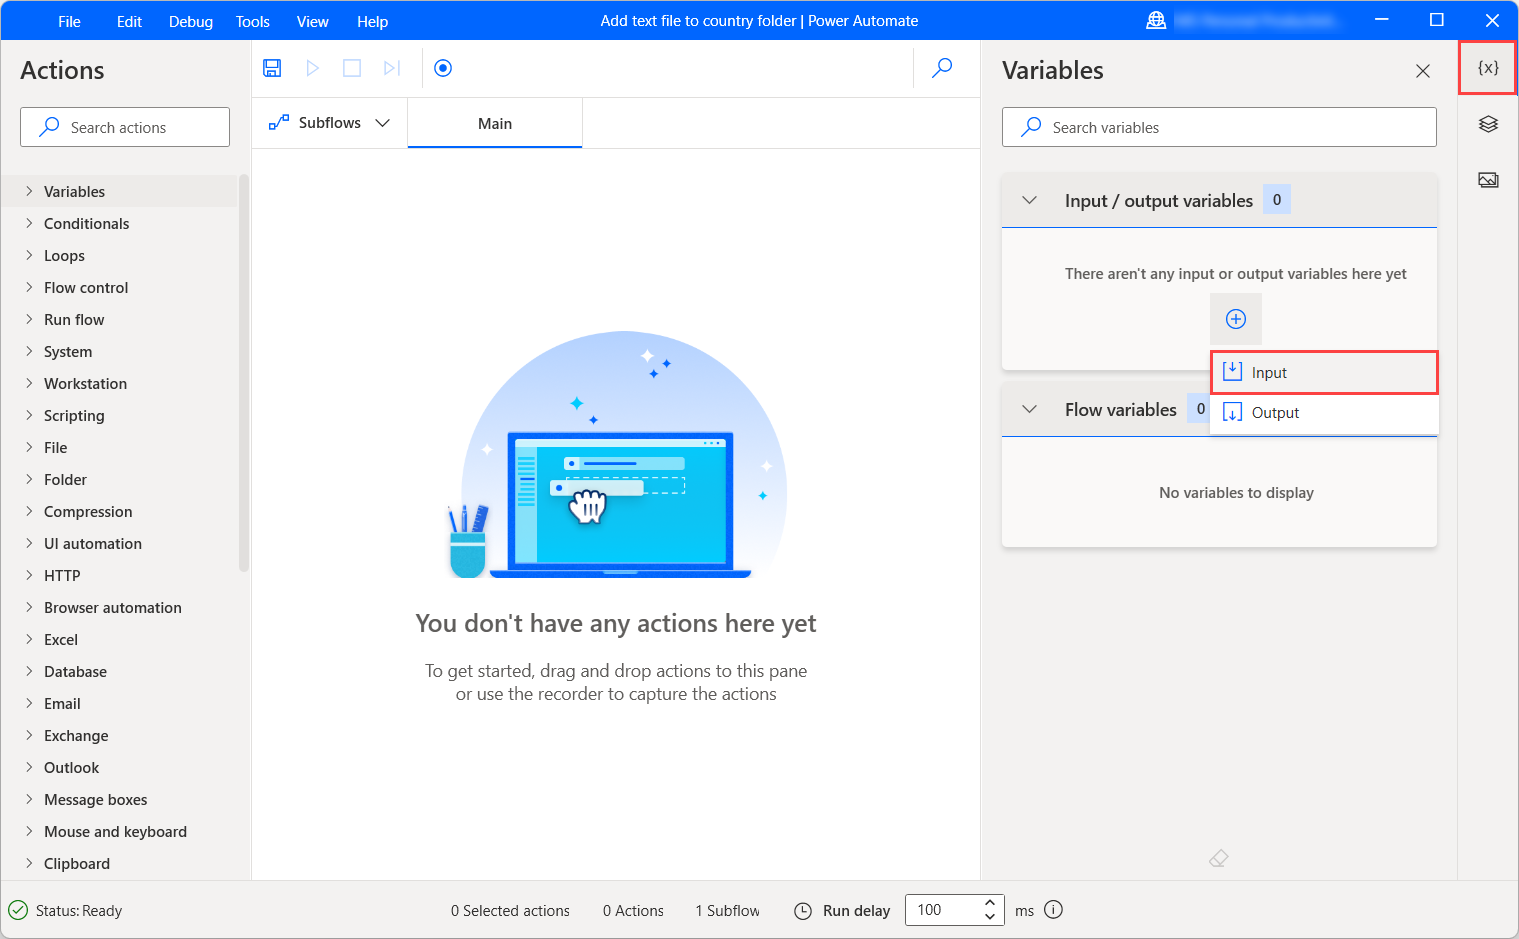 File Edit Debug Tools View Help Add text file to country folder | Power Automate
Actions
Search actions
Variables
Conditionals
Loops
Flow control
Run flow
System
Workstation
Scripting
File
Folder
Compression
UI automation
HTTP
Browser automation
Excel
Database
Email
Exchange
Outlook
Message boxes
Mouse and keyboard
Clipboard
Subflows Main
You don't have any actions here yet
To get started, drag and drop actions to this pane
or use the recorder to capture the actions
Variables
{x}
Search variables
Input / output variables 0
There aren't any input or output variables here yet
Input
Output
Flow variables 0
No variables to display
Status: Ready 0 Selected actions 0 Actions 1 Subflow Run delay 100 ms